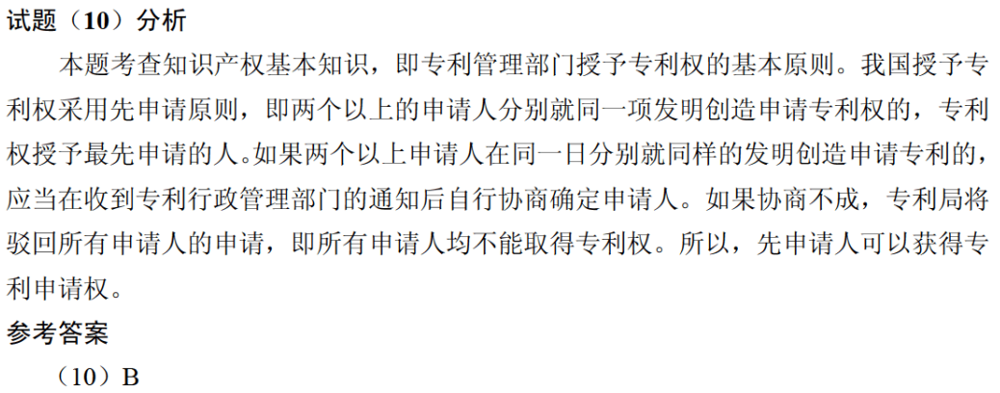 试题（10）分析
本题考查知识产权基本知识，即专利管理部门授予专利权的基本原则。我国授予专
利权采用先申请原则，即两个以上的申请人分别就同一项发明创造申请专利权的，专利
权授予最先申请的人。如果两个以上申请人在同一日分别就同样的发明创造申请专利的，
应当在收到专利行政管理部门的通知后自行协商确定申请人。如果协商不成，专利局将
驳回所有申请人的申请，即所有申请人均不能取得专利权。所以，先申请人可以获得专
利申请权。
参考答案
（10）B